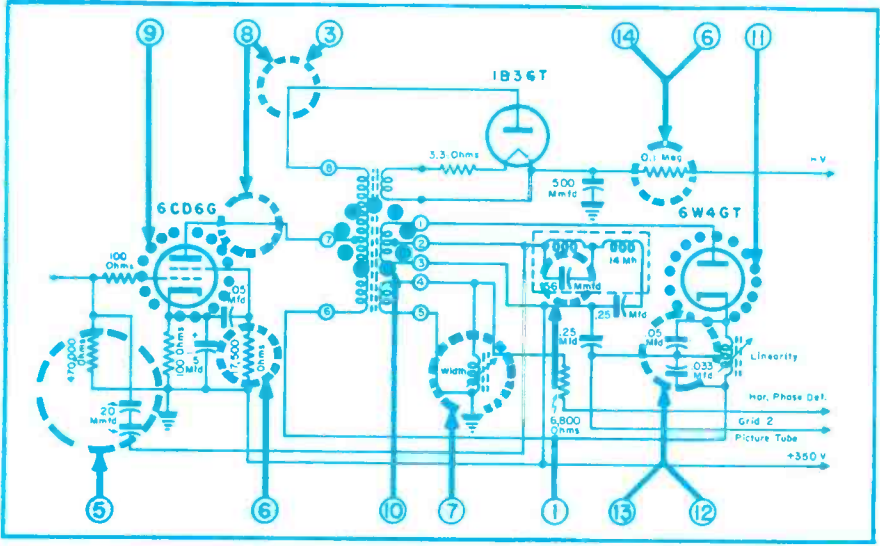 9
8
3
14
6
11
1B3GT
8
3.3 Ohms
0.1 Meg
HV
500
Mmfd
6CD6G
6W4GT
1
7
2
100
Ohms
3
14 Mh
56
Mmfd
4
.05
Mfd
.25
Mfd
6
5
.25
Mfd
.05
Mfd
470,000
Ohms
100 Ohms
Mfd
17,500
Ohms
Width
.033
Mfd
Linearity
20
Mmfd
6,800
Ohms
Hor. Phase Det.
Grid 2
Picture Tube
+350 V
5
6
10
7
1
13
12